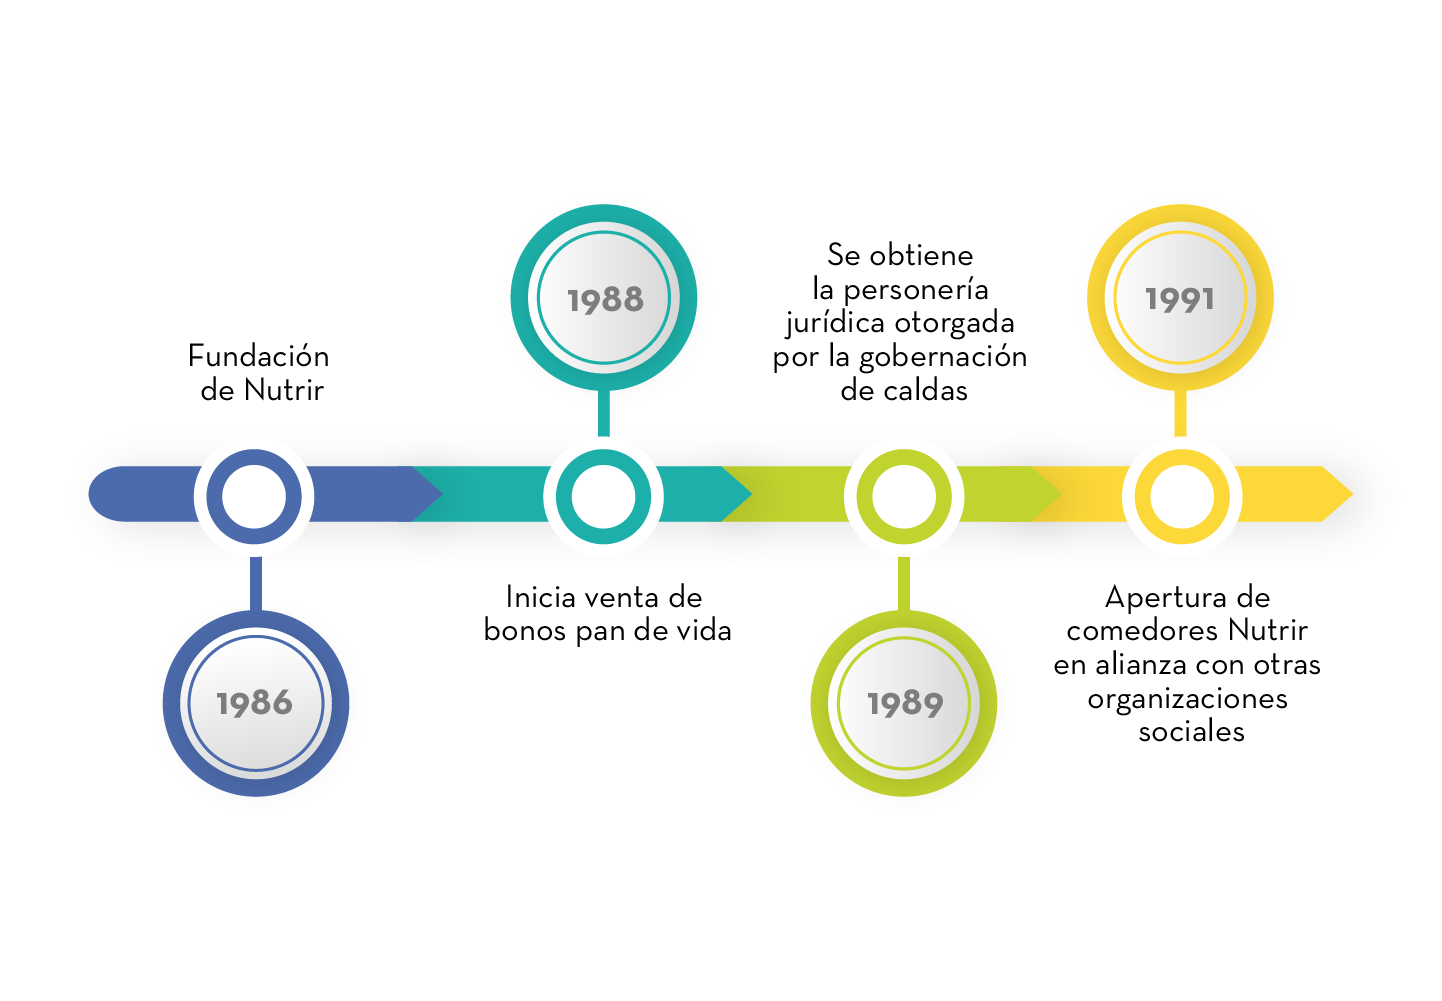 Fundación
de Nutrir
1986
1988
Inicia venta de
bonos pan de vida
Se obtiene
la personería
jurídica otorgada
por la gobernación
de caldas
1989
1991
Apertura de
comedores Nutrir
en alianza con otras
organizaciones
sociales